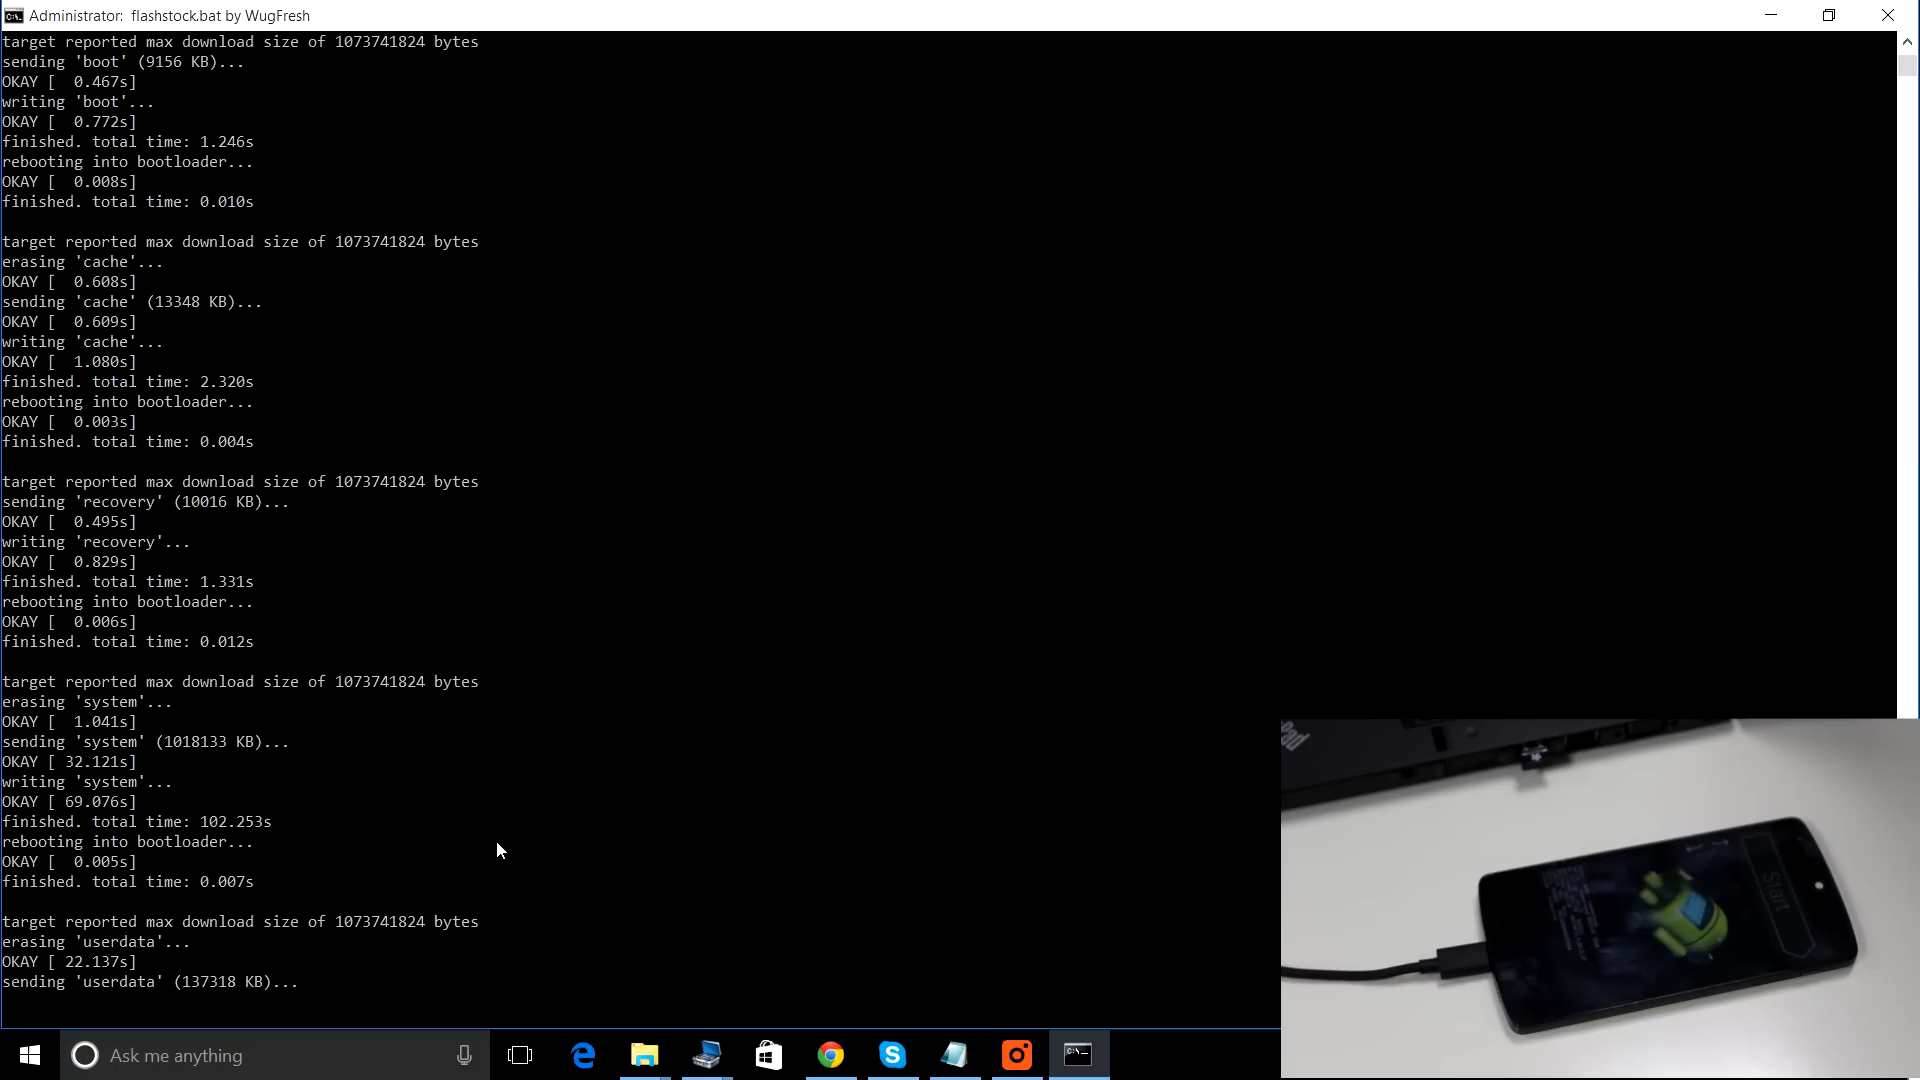 Administrator:  flashstock.bat by WugFresh
target reported max download size of 1073741824 bytes
sending 'boot' (9156 KB)...
OKAY [  0.467s]
writing 'boot'...
OKAY [  0.772s]
finished. total time: 1.246s
rebooting into bootloader...
OKAY [  0.008s]
finished. total time: 0.010s
target reported max download size of 1073741824 bytes
erasing 'cache'...
OKAY [  0.608s]
sending 'cache' (13348 KB)...
OKAY [  0.609s]
writing 'cache'...
OKAY [  1.080s]
finished. total time: 2.320s
rebooting into bootloader...
OKAY [  0.003s]
finished. total time: 0.004s
target reported max download size of 1073741824 bytes
sending 'recovery' (10016 KB)...
OKAY [  0.495s]
writing 'recovery'...
OKAY [  0.829s]
finished. total time: 1.331s
rebooting into bootloader...
OKAY [  0.006s]
finished. total time: 0.012s
target reported max download size of 1073741824 bytes
erasing 'system'...
OKAY [  1.041s]
sending 'system' (1018133 KB)...
OKAY [ 32.121s]
writing 'system'...
OKAY [ 69.076s]
finished. total time: 102.253s
rebooting into bootloader...
OKAY [  0.005s]
finished. total time: 0.007s
target reported max download size of 1073741824 bytes
erasing 'userdata'...
OKAY [ 22.137s]
sending 'userdata' (137318 KB)...
Start
Ask me anything